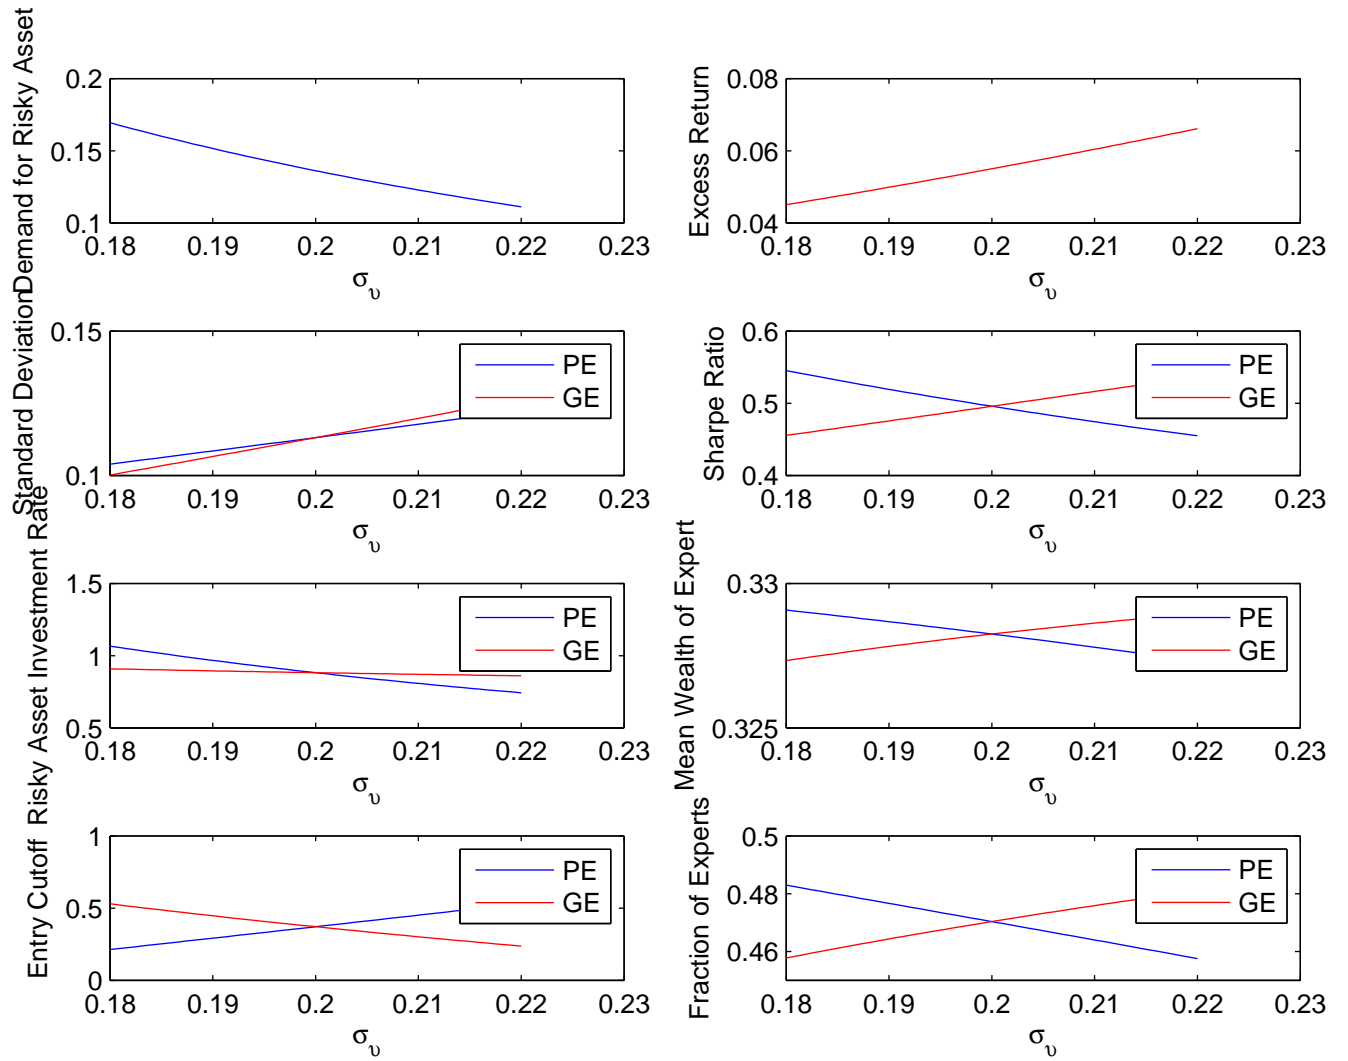 Demand for Risky Asset
0.2
0.15
0.1
0.18 0.19 0.2 0.21 0.22 0.23
σ_υ
Excess Return
0.08
0.06
0.04
0.18 0.19 0.2 0.21 0.22 0.23
σ_υ
Standard Deviation
0.15
0.1
0.18 0.19 0.2 0.21 0.22 0.23
σ_υ
PE
GE
Sharpe Ratio
0.6
0.5
0.4
0.18 0.19 0.2 0.21 0.22 0.23
σ_υ
PE
GE
Risky Asset Investment Rate
1.5
1
0.5
0.18 0.19 0.2 0.21 0.22 0.23
σ_υ
PE
GE
Mean Wealth of Expert
0.33
0.325
0.18 0.19 0.2 0.21 0.22 0.23
σ_υ
PE
GE
Entry Cutoff
1
0.5
0
0.18 0.19 0.2 0.21 0.22 0.23
σ_υ
PE
GE
Fraction of Experts
0.5
0.48
0.46
0.18 0.19 0.2 0.21 0.22 0.23
σ_υ
PE
GE